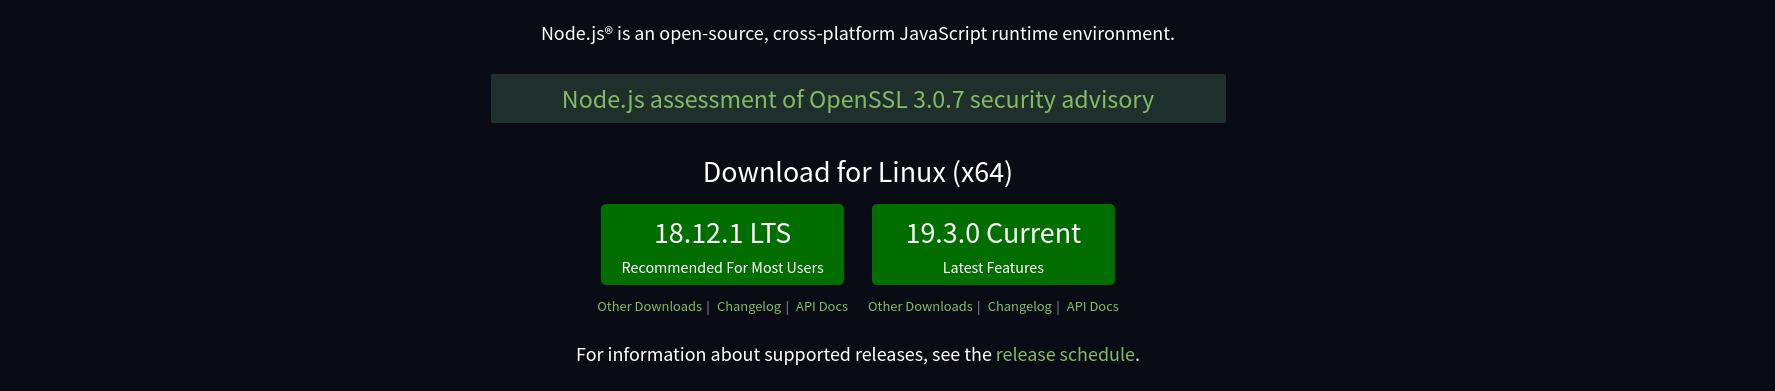 Node.js® is an open-source, cross-platform JavaScript runtime environment.
Node.js assessment of OpenSSL 3.0.7 security advisory
Download for Linux (x64)
18.12.1 LTS
Recommended For Most Users
19.3.0 Current
Latest Features
Other Downloads | Changelog | API Docs
Other Downloads | Changelog | API Docs
For information about supported releases, see the release schedule.